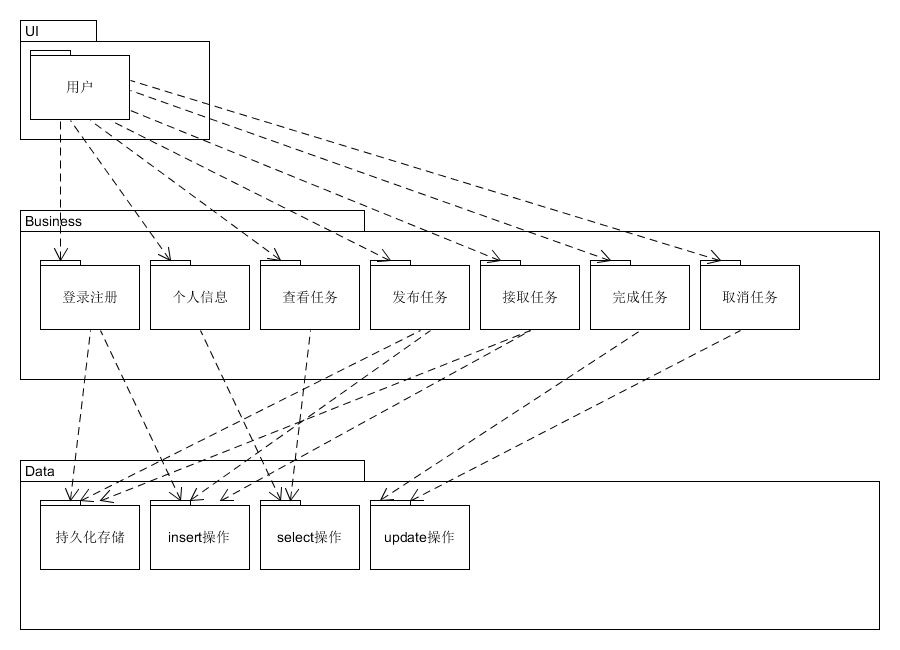 UI
用户
Business
登录注册
个人信息
查看任务
发布任务
接取任务
完成任务
取消任务
Data
持久化存储
insert操作
select操作
update操作